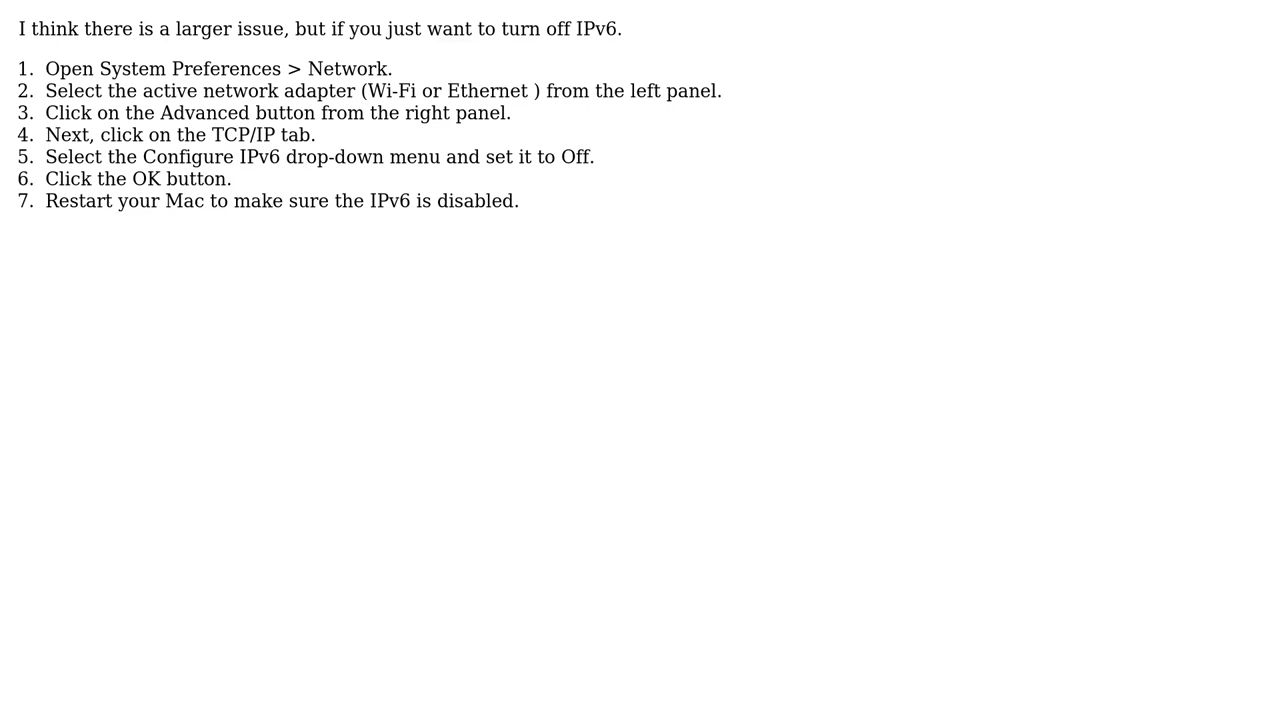 I think there is a larger issue, but if you just want to turn off IPv6.
1. Open System Preferences > Network.
2. Select the active network adapter (Wi-Fi or Ethernet ) from the left panel.
3. Click on the Advanced button from the right panel.
4. Next, click on the TCP/IP tab.
5. Select the Configure IPv6 drop-down menu and set it to Off.
6. Click the OK button.
7. Restart your Mac to make sure the IPv6 is disabled.